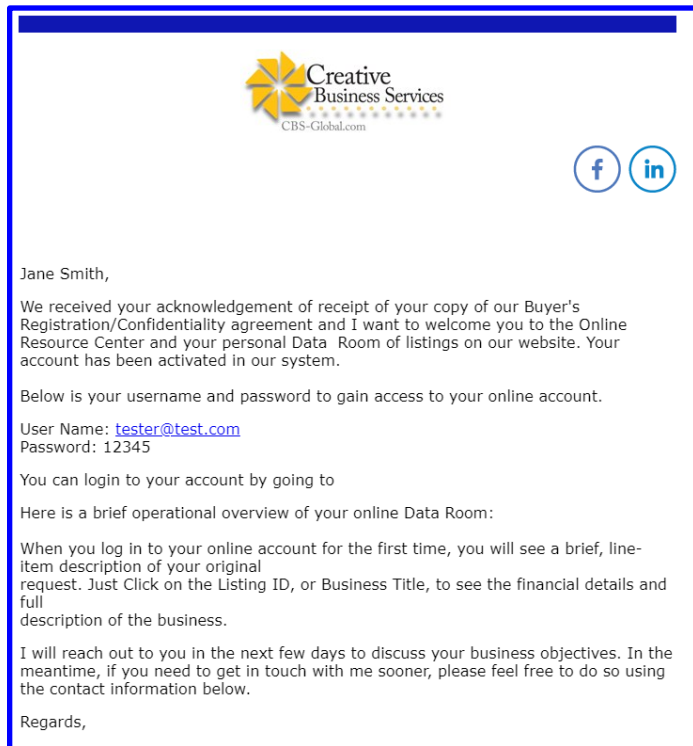 Creative
Business Services
CBS-Global.com
f in
Jane Smith,
We received your acknowledgement of receipt of your copy of our Buyer's
Registration/Confidentiality agreement and I want to welcome you to the Online
Resource Center and your personal Data  Room of listings on our website. Your
account has been activated in our system.
Below is your username and password to gain access to your online account.
User Name: tester@test.com
Password: 12345
You can login to your account by going to
Here is a brief operational overview of your online Data Room:
When you log in to your online account for the first time, you will see a brief, line-
item description of your original
request. Just Click on the Listing ID, or Business Title, to see the financial details and
full
description of the business.
I will reach out to you in the next few days to discuss your business objectives. In the
meantime, if you need to get in touch with me sooner, please feel free to do so using
the contact information below.
Regards,